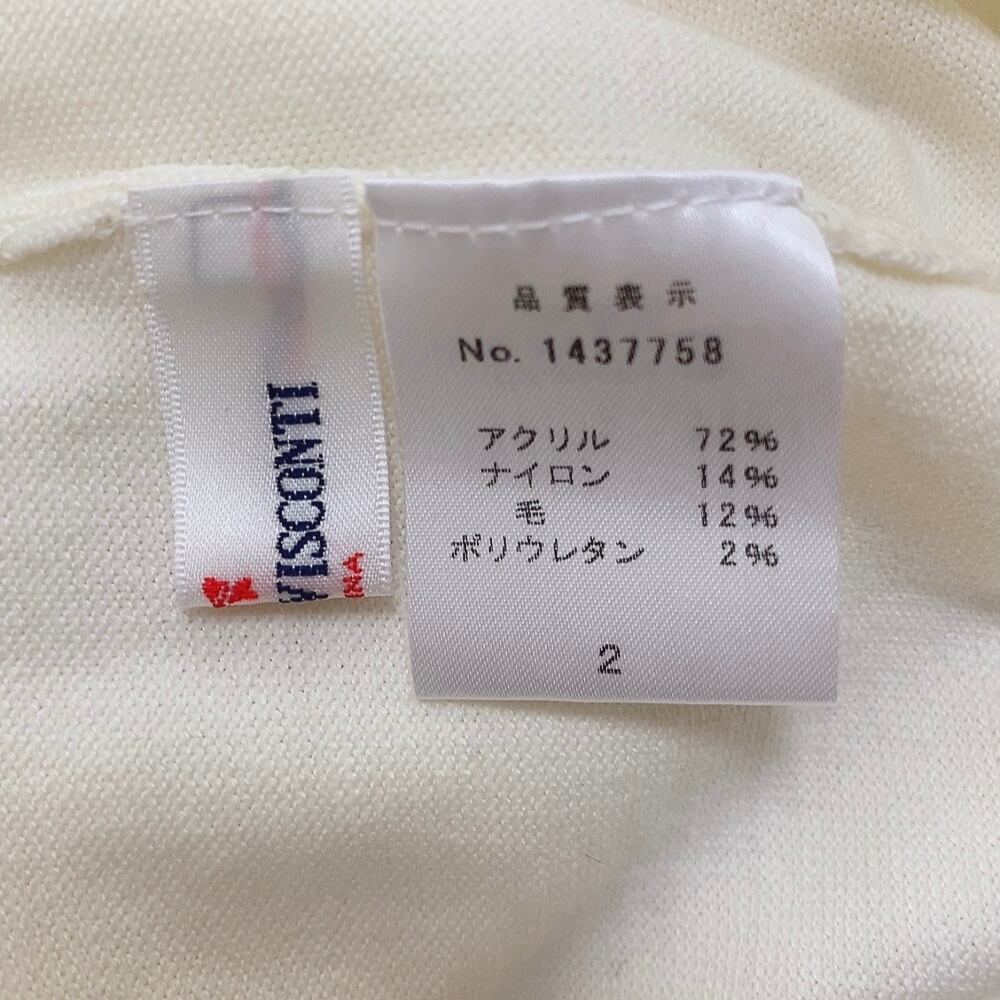 VISCONTI
INA
品質表示
No. 1437758
アクリル 72%
ナイロン 14%
毛 12%
ポリウレタン 2%
2